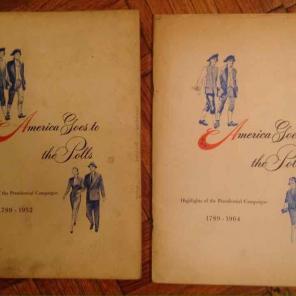 America Goes to
the Polls
of the Presidential Campaigns
1789 - 1952
America Goes
the Polls
Highlights of the Presidential Campaigns
1789 - 1964